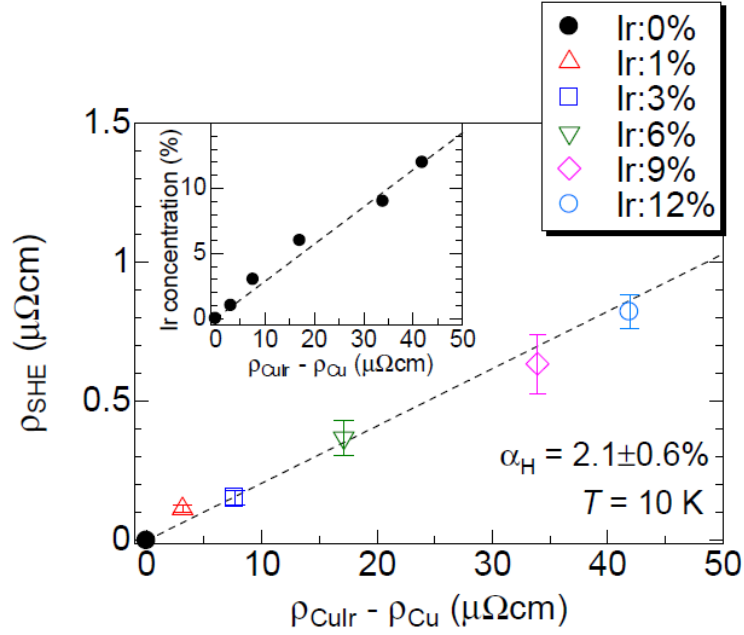 Ir:0%
Ir:1%
Ir:3%
Ir:6%
Ir:9%
Ir:12%
1.5
1
0.5
0
ρSHE (μΩcm)
Ir concentration (%)
10
5
0
0 10 20 30 40 50
ρCuIr - ρCu (μΩcm)
αH = 2.1±0.6%
T = 10 K
0 10 20 30 40 50
ρCuIr - ρCu (μΩcm)